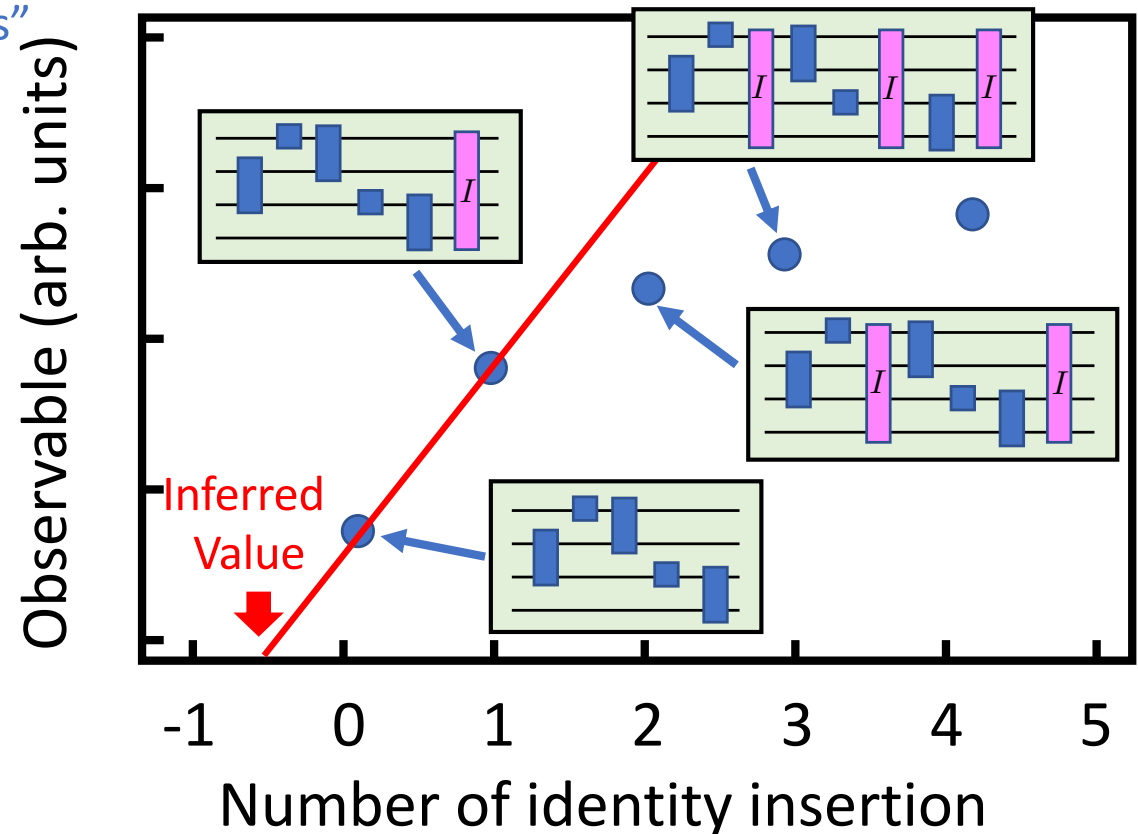 s”
Observable (arb. units)
I
I
I
I
I
I
Inferred
Value
-1
0
1
2
3
4
5
Number of identity insertion